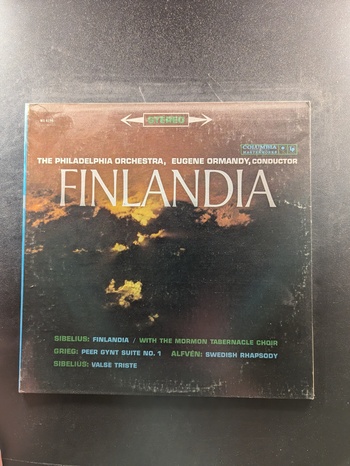 STEREO
COLUMBIA
MASTERWORKS
THE PHILADELPHIA ORCHESTRA, EUGENE ORMANDY, CONDUCTOR
FINLANDIA
SIBELIUS: FINLANDIA / WITH THE MORMON TABERNACLE CHOIR
GRIEG: PEER GYNT SUITE NO. 1 ALFVÉN: SWEDISH RHAPSODY
SIBELIUS: VALSE TRISTE